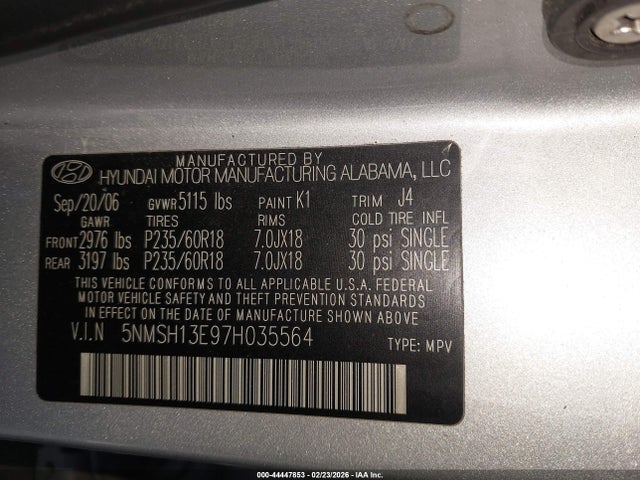 MANUFACTURED BY
HYUNDAI MOTOR MANUFACTURING ALABAMA, LLC
Sep/20/06 GVWR 5115 lbs PAINT K1 TRIM J4
GAWR TIRES RIMS COLD TIRE INFL
FRONT 2976 lbs P235/60R18 7.0JX18 30 psi SINGLE
REAR 3197 lbs P235/60R18 7.0JX18 30 psi SINGLE
THIS VEHICLE CONFORMS TO ALL APPLICABLE U.S.A. FEDERAL
MOTOR VEHICLE SAFETY AND THEFT PREVENTION STANDARDS
IN EFFECT ON THE DATE OF MANUFACTURE SHOWN ABOVE.
V.I.N 5NMSH13E97H035564 TYPE: MPV
000-44447853 - 02/23/2026 - IAA Inc.